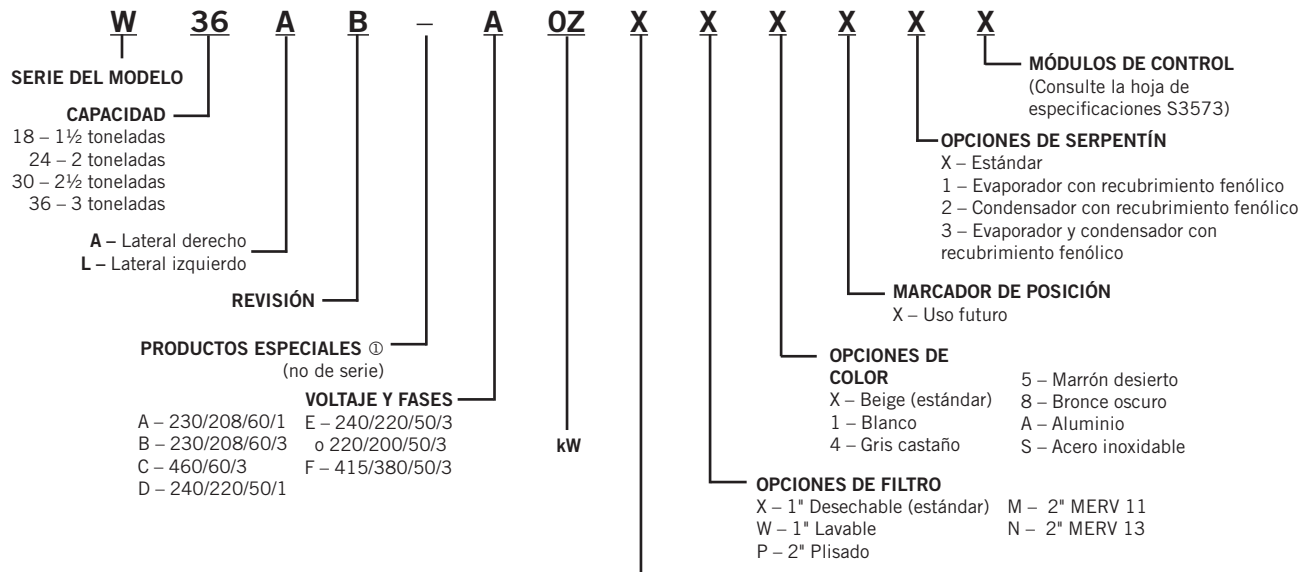 W 36 A B – A 0Z X X X X X X
SERIE DEL MODELO
CAPACIDAD
18 – 1½ toneladas
24 – 2 toneladas
30 – 2½ toneladas
36 – 3 toneladas
A – Lateral derecho
L – Lateral izquierdo
REVISIÓN
PRODUCTOS ESPECIALES ①
(no de serie)
VOLTAJE Y FASES
A – 230/208/60/1
B – 230/208/60/3
C – 460/60/3
D – 240/220/50/1
E – 240/220/50/3
o 220/200/50/3
F – 415/380/50/3
kW
MÓDULOS DE CONTROL
(Consulte la hoja de
especificaciones S3573)
OPCIONES DE SERPENTÍN
X – Estándar
1 – Evaporador con recubrimiento fenólico
2 – Condensador con recubrimiento fenólico
3 – Evaporador y condensador con
recubrimiento fenólico
MARCADOR DE POSICIÓN
X – Uso futuro
OPCIONES DE
COLOR
X – Beige (estándar)
1 – Blanco
4 – Gris castaño
5 – Marrón desierto
8 – Bronce oscuro
A – Aluminio
S – Acero inoxidable
OPCIONES DE FILTRO
X – 1" Desechable (estándar)
W – 1" Lavable
P – 2" Plisado
M – 2" MERV 11
N – 2" MERV 13